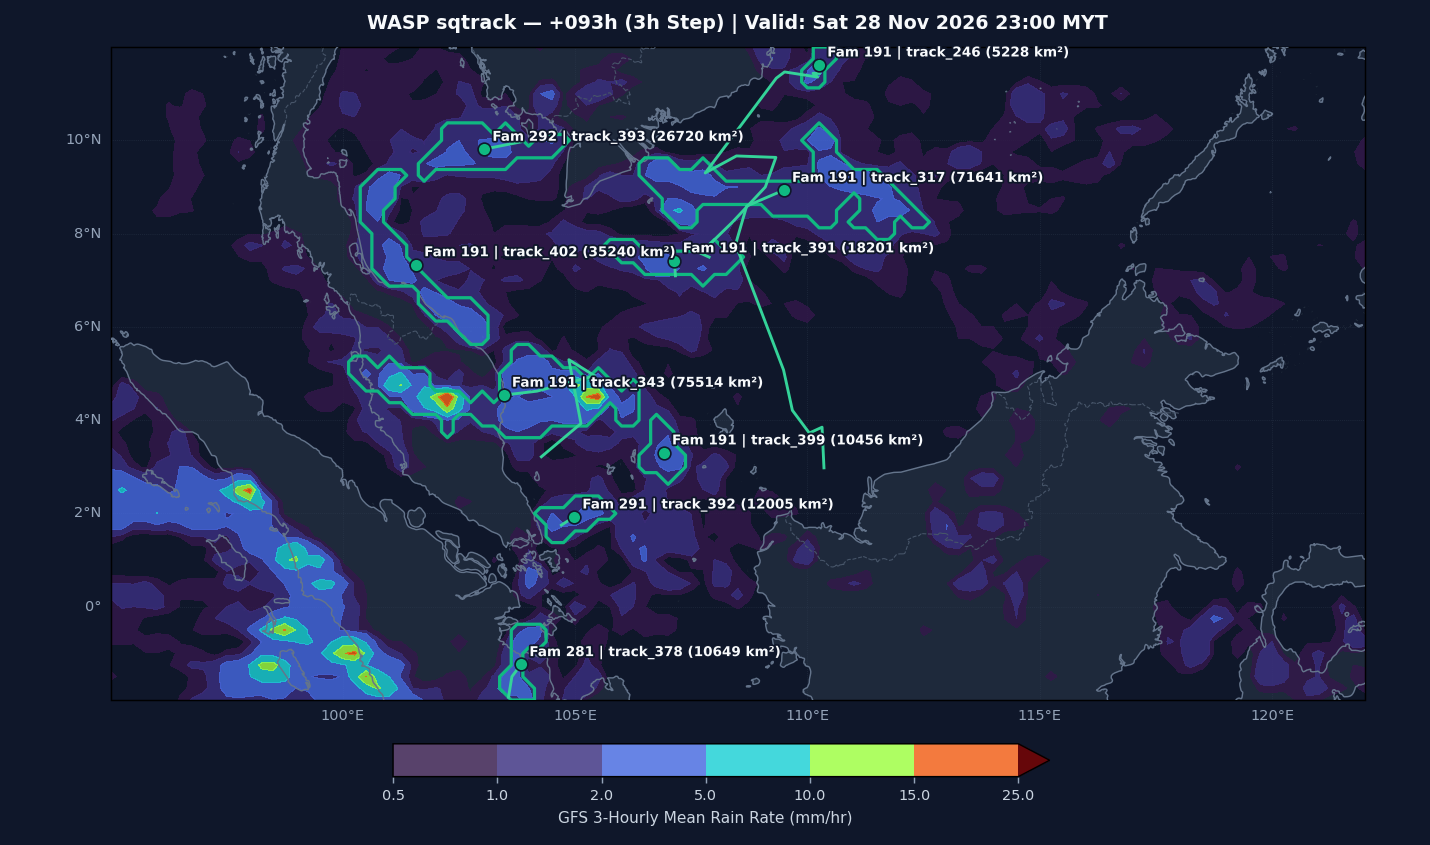 WASP sqtrack — +093h (3h Step) | Valid: Sat 28 Nov 2026 23:00 MYT
Fam 191 | track_246 (5228 km²)
10°N
Fam 292 | track_393 (26720 km²)
Fam 191 | track_317 (71641 km²)
8°N
Fam 191 | track_402 (35240 km²)
Fam 191 | track_391 (18201 km²)
6°N
Fam 191 | track_343 (75514 km²)
4°N
Fam 191 | track_399 (10456 km²)
2°N
Fam 291 | track_392 (12005 km²)
0°
Fam 281 | track_378 (10649 km²)
100°E 105°E 110°E 115°E 120°E
0.5 1.0 2.0 5.0 10.0 15.0 25.0
GFS 3-Hourly Mean Rain Rate (mm/hr)